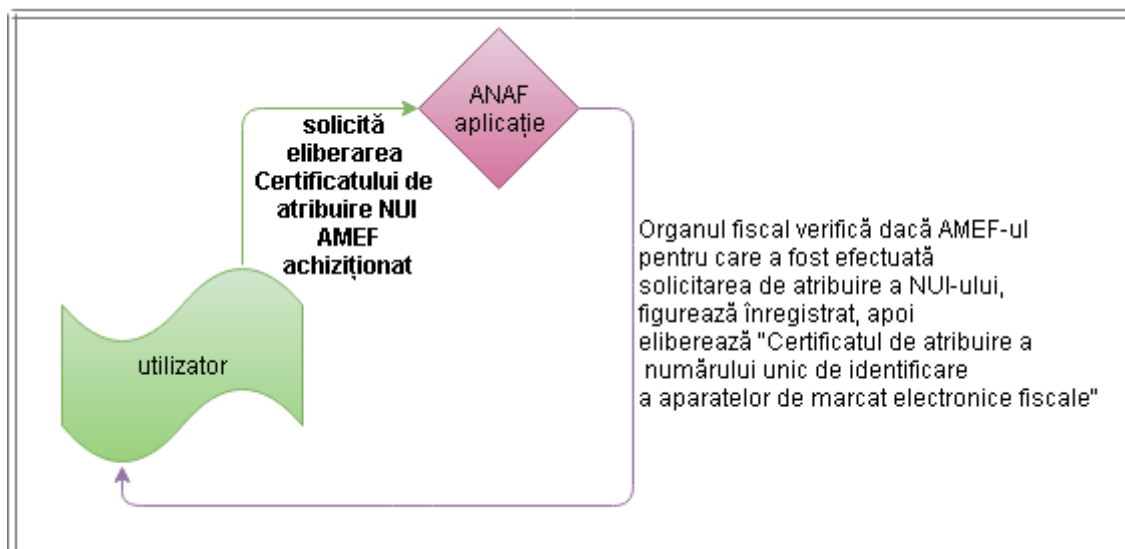 ANAF
aplicație
solicită
eliberarea
Certificatului de
atribuire NUI
AMEF
achiziționat
utilizator
Organul fiscal verifică dacă AMEF-ul
pentru care a fost efectuată
solicitarea de atribuire a NUI-ului,
figurează înregistrat, apoi
eliberează "Certificatul de atribuire a
numărului unic de identificare
a aparatelor de marcat electronice fiscale"